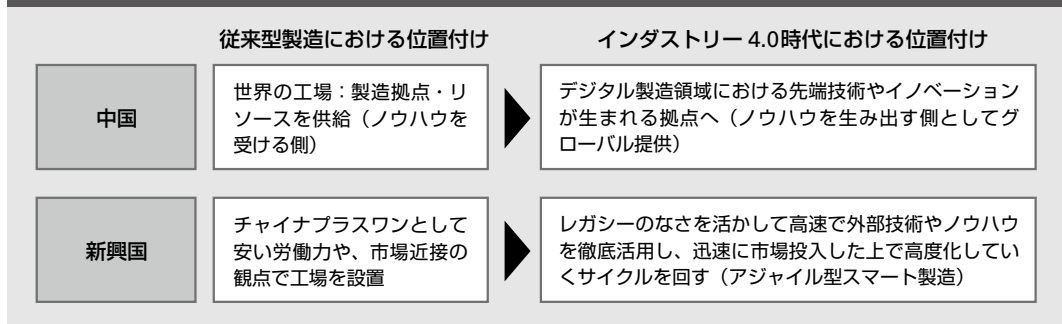 従来型製造における位置付け
インダストリー 4.0時代における位置付け
中国
世界の工場：製造拠点・リ
ソースを供給（ノウハウを
受ける側）
デジタル製造領域における先端技術やイノベーション
が生まれる拠点へ（ノウハウを生み出す側としてグ
ローバル提供）
新興国
チャイナプラスワンとして
安い労働力や、市場近接の
観点で工場を設置
レガシーのなさを活かして高速で外部技術やノウハウ
を徹底活用し、迅速に市場投入した上で高度化してい
くサイクルを回す（アジャイル型スマート製造）